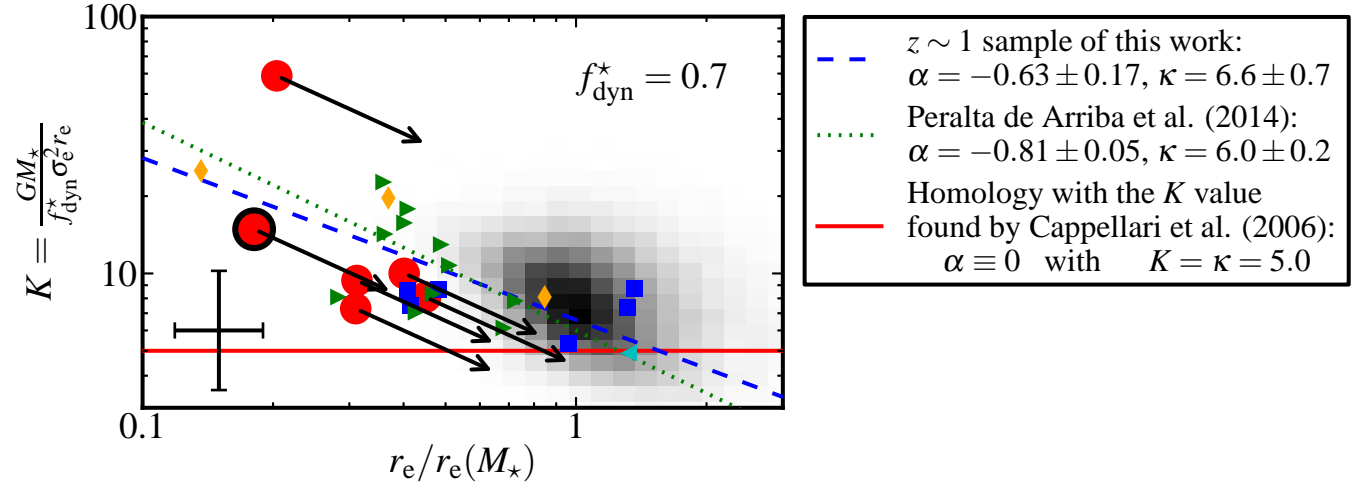 100
10
0.1
1
K = GM⋆ / f⋆dyn σ²e re
f⋆dyn = 0.7
re/re(M⋆)
z ∼ 1 sample of this work:
α = −0.63 ± 0.17, κ = 6.6 ± 0.7
Peralta de Arriba et al. (2014):
α = −0.81 ± 0.05, κ = 6.0 ± 0.2
Homology with the K value
found by Cappellari et al. (2006):
α ≡ 0 with K = κ = 5.0